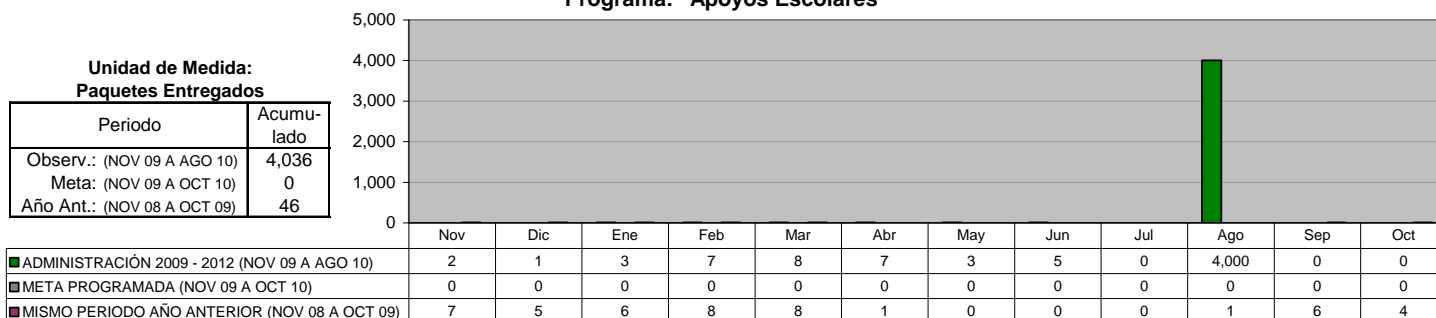 Programa: Apoyos Escolares
Unidad de Medida:
Paquetes Entregados
Periodo Acumu-
lado
Observ.: (NOV 09 A AGO 10) 4,036
Meta: (NOV 09 A OCT 10) 0
Año Ant.: (NOV 08 A OCT 09) 46
5,000
4,000
3,000
2,000
1,000
0
Nov Dic Ene Feb Mar Abr May Jun Jul Ago Sep Oct
ADMINISTRACIÓN 2009 - 2012 (NOV 09 A AGO 10) 2 1 3 7 8 7 3 5 0 4,000 0 0
META PROGRAMADA (NOV 09 A OCT 10) 0 0 0 0 0 0 0 0 0 0 0 0
MISMO PERIODO AÑO ANTERIOR (NOV 08 A OCT 09) 7 5 6 8 8 1 0 0 0 1 6 4